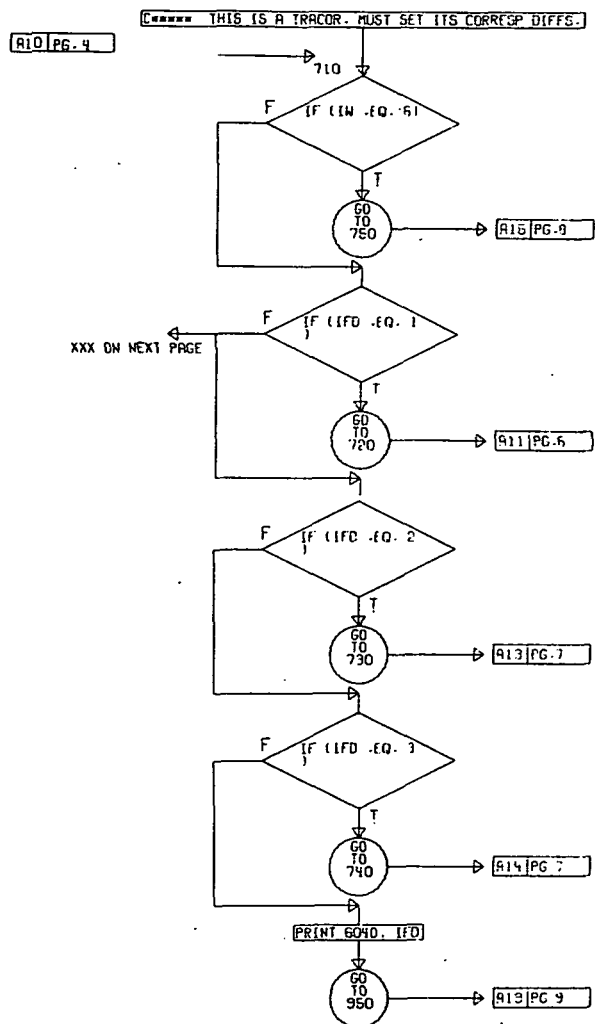 C***** THIS IS A TRACOR. MUST SET ITS CORRESP DIFFS.
A10 PG. 4
710
F
IF (IW .EQ. 6)
T
GO
TO
750
A15 PG.8
F
IF (IFD .EQ. 1
)
XXX ON NEXT PAGE
T
GO
TO
720
A11 PG.6
F
IF (IFD .EQ. 2
)
T
GO
TO
730
A13 PG.7
F
IF (IFD .EQ. 3
)
T
GO
TO
740
A14 PG 7
PRINT 6040, IFD
GO
TO
950
A19 PG 9